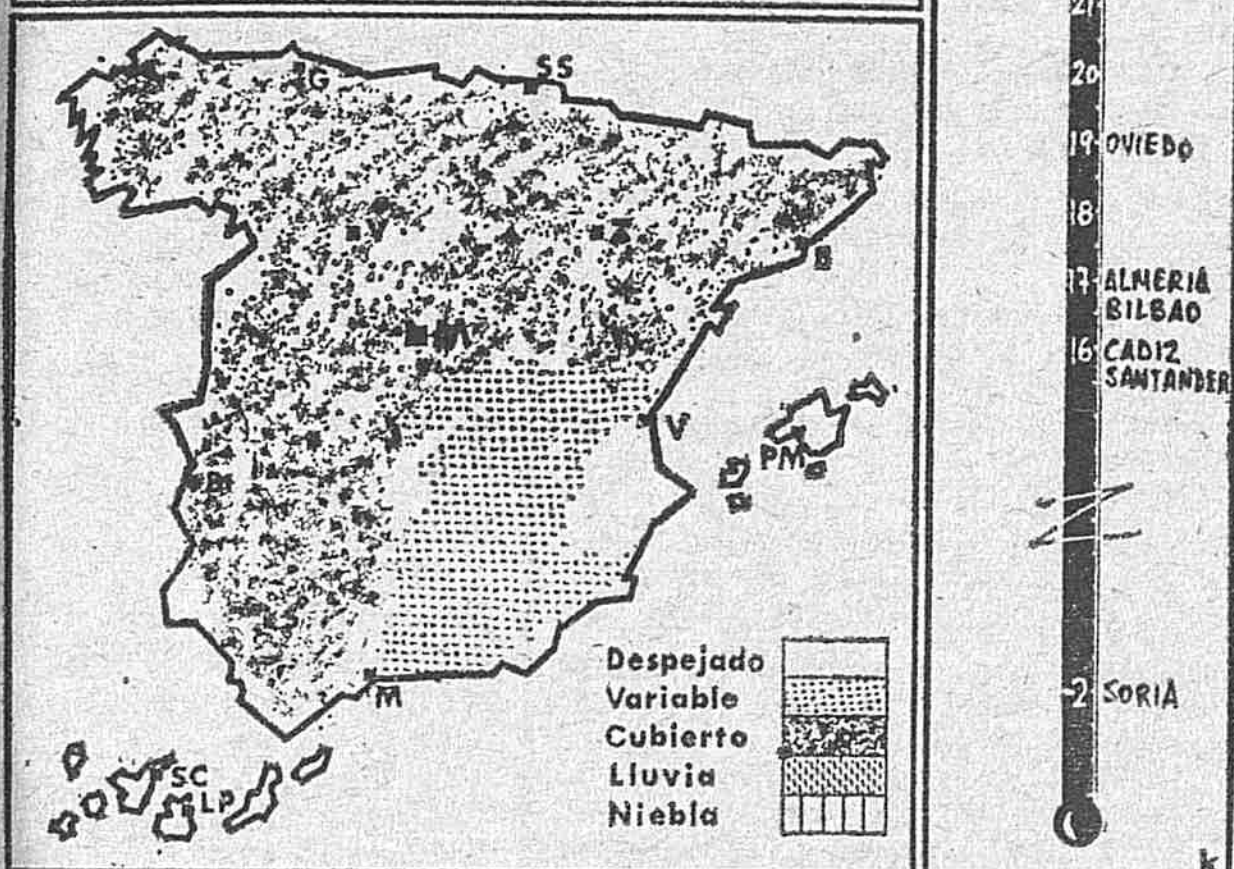 G
SS
V
Z
B
M
V
PM
B
M
SC
LP
Despejado
Variable
Cubierto
Lluvia
Niebla
21
20
19 OVIEDO
18
17 ALMERIA
BILBAO
16 CADIZ
SANTANDER
-2 SORIA
k